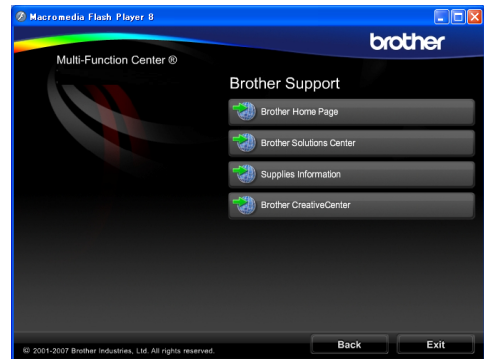 Macromedia Flash Player 8
brother
Multi-Function Center ®
Brother Support
Brother Home Page
Brother Solutions Center
Supplies Information
Brother CreativeCenter
© 2001-2007 Brother Industries, Ltd. All rights reserved.
Back
Exit